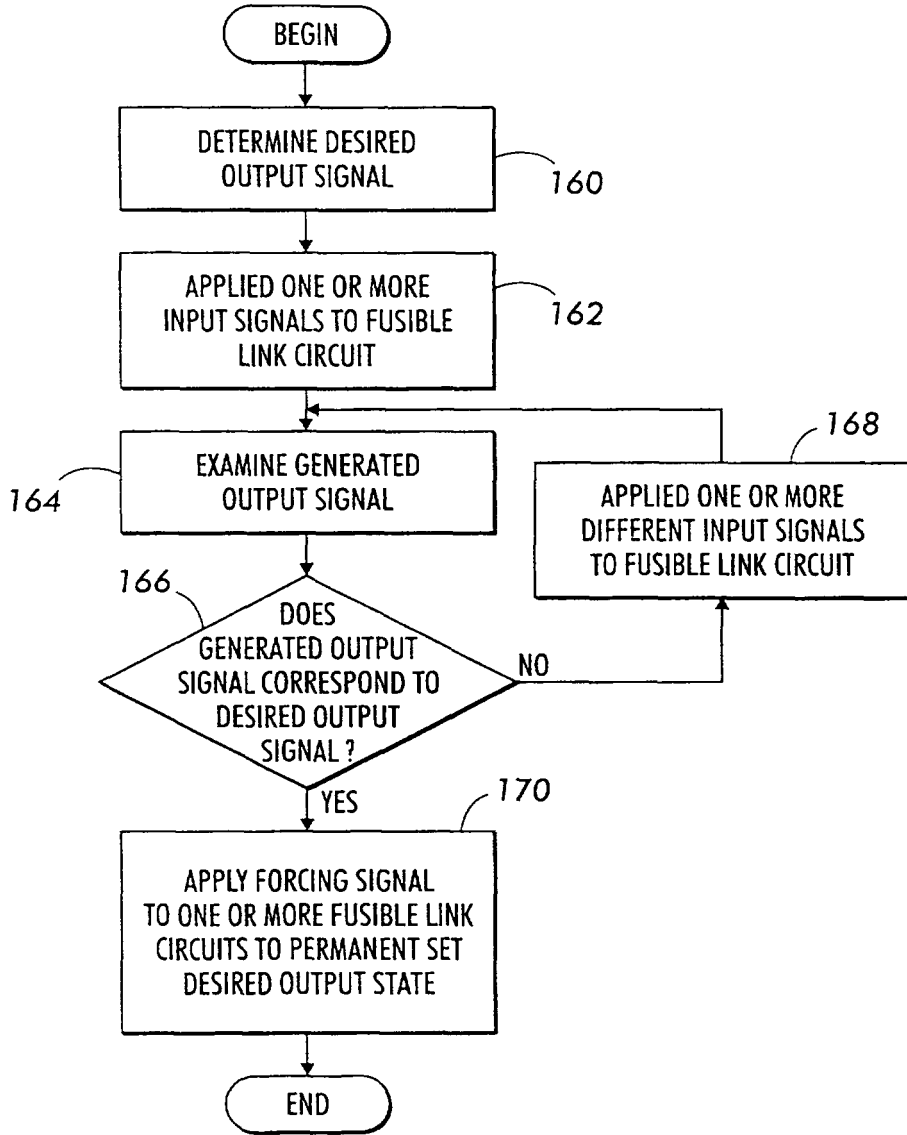 BEGIN
DETERMINE DESIRED
OUTPUT SIGNAL
160
APPLIED ONE OR MORE
INPUT SIGNALS TO FUSIBLE
LINK CIRCUIT
162
EXAMINE GENERATED
OUTPUT SIGNAL
164
168
APPLIED ONE OR MORE
DIFFERENT INPUT SIGNALS
TO FUSIBLE LINK CIRCUIT
166
DOES
GENERATED OUTPUT
SIGNAL CORRESPOND TO
DESIRED OUTPUT
SIGNAL ?
NO
YES
170
APPLY FORCING SIGNAL
TO ONE OR MORE FUSIBLE LINK
CIRCUITS TO PERMANENT SET
DESIRED OUTPUT STATE
END